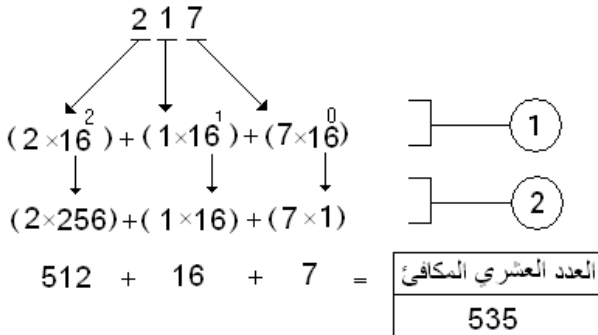 2 1 7
(2×16²)+(1×16¹)+(7×16⁰)
1
(2×256)+(1×16)+(7×1)
2
512 + 16 + 7 =
العدد العشري المكافئ
535